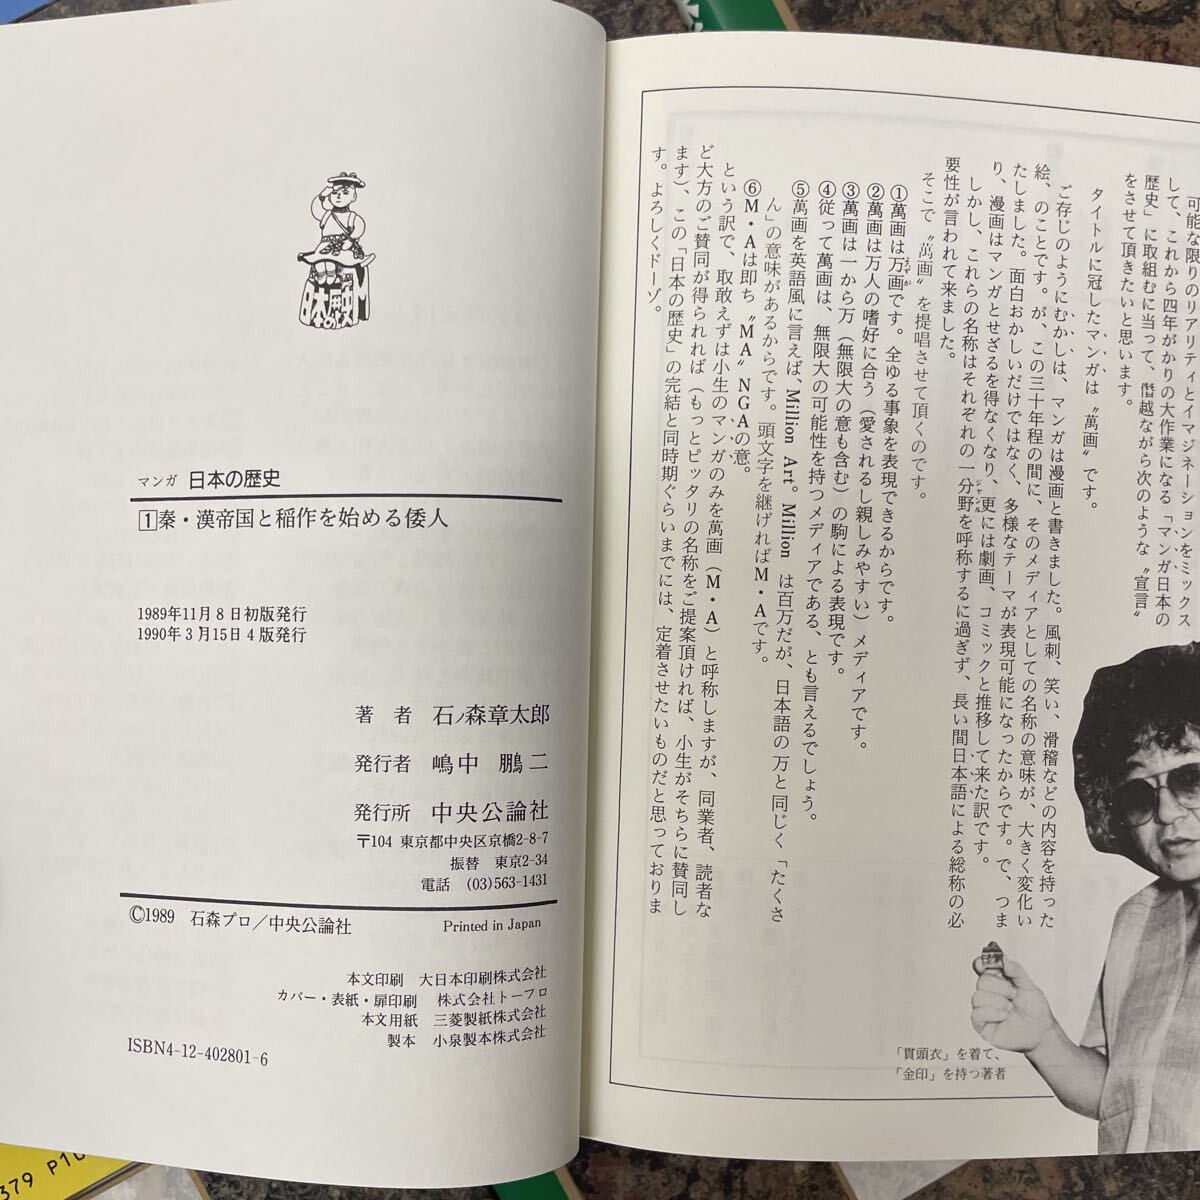 マンガ 日本の歴史
1 秦・漢帝国と稲作を始める倭人
1989年11月8日初版発行
1990年3月15日4版発行
著者 石ノ森章太郎
発行者 嶋中鵬二
発行所 中央公論社
〒104 東京都中央区京橋2-8-7
振替 東京2-34
電話 (03)563-1431
©1989 石森プロ/中央公論社 Printed in Japan
本文印刷 大日本印刷株式会社
カバー・表紙・扉印刷 株式会社トープロ
本文用紙 三菱製紙株式会社
製本 小泉製本株式会社
ISBN4-12-402801-6
可能な限りのリアリティとイマジネーションをミックス
して、これから四年がかりの大作業になる「マンガ日本の
歴史」に取組むに当って、僭越ながら次のような〝宣言〟
をさせて頂きたいと思います。
タイトルに冠したマンガは〝萬画〟です。
ご存じのようにむかしは、マンガは漫画と書きました。風刺、笑い、滑稽などの内容を持った
絵、のことです。が、この三十年程の間に、そのメディアとしての名称の意味が、大きく変化い
たしました。面白おかしいだけではなく、多様なテーマが表現可能になったからです。で、つま
り、漫画はマンガとせざるを得なくなり、更には劇画、コミックと推移して来た訳です。
しかし、これらの名称はそれぞれの一分野を呼称するに過ぎず、長い間日本語による総称の必
要性が言われて来ました。
そこで〝萬画〟を提唱させて頂くのです。
①萬画は万画です。全ゆる事象を表現できるからです。
②萬画は万人の嗜好に合う（愛されるし親しみやすい）メディアです。
③萬画は一から万（無限大の意も含む）の駒による表現です。
④従って萬画は、無限大の可能性を持つメディアである、とも言えるでしょう。
⑤萬画を英語風に言えば、Million Art。Million は百万だが、日本語の万と同じく「たくさ
ん」の意味があるからです。頭文字を継げればM・Aです。
⑥M・Aは即ち〝MA〟NGAの意。
という訳で、取敢えずは小生のマンガのみを萬画（M・A）と呼称しますが、同業者、読者な
ど大方のご賛同が得られれば（もっとピッタリの名称をご提案頂ければ、小生がそちらに賛同し
ます）、この「日本の歴史」の完結と同時期ぐらいまでには、定着させたいものだと思っておりま
す。よろしくドーゾ。
「貫頭衣」を着て、
「金印」を持つ著者